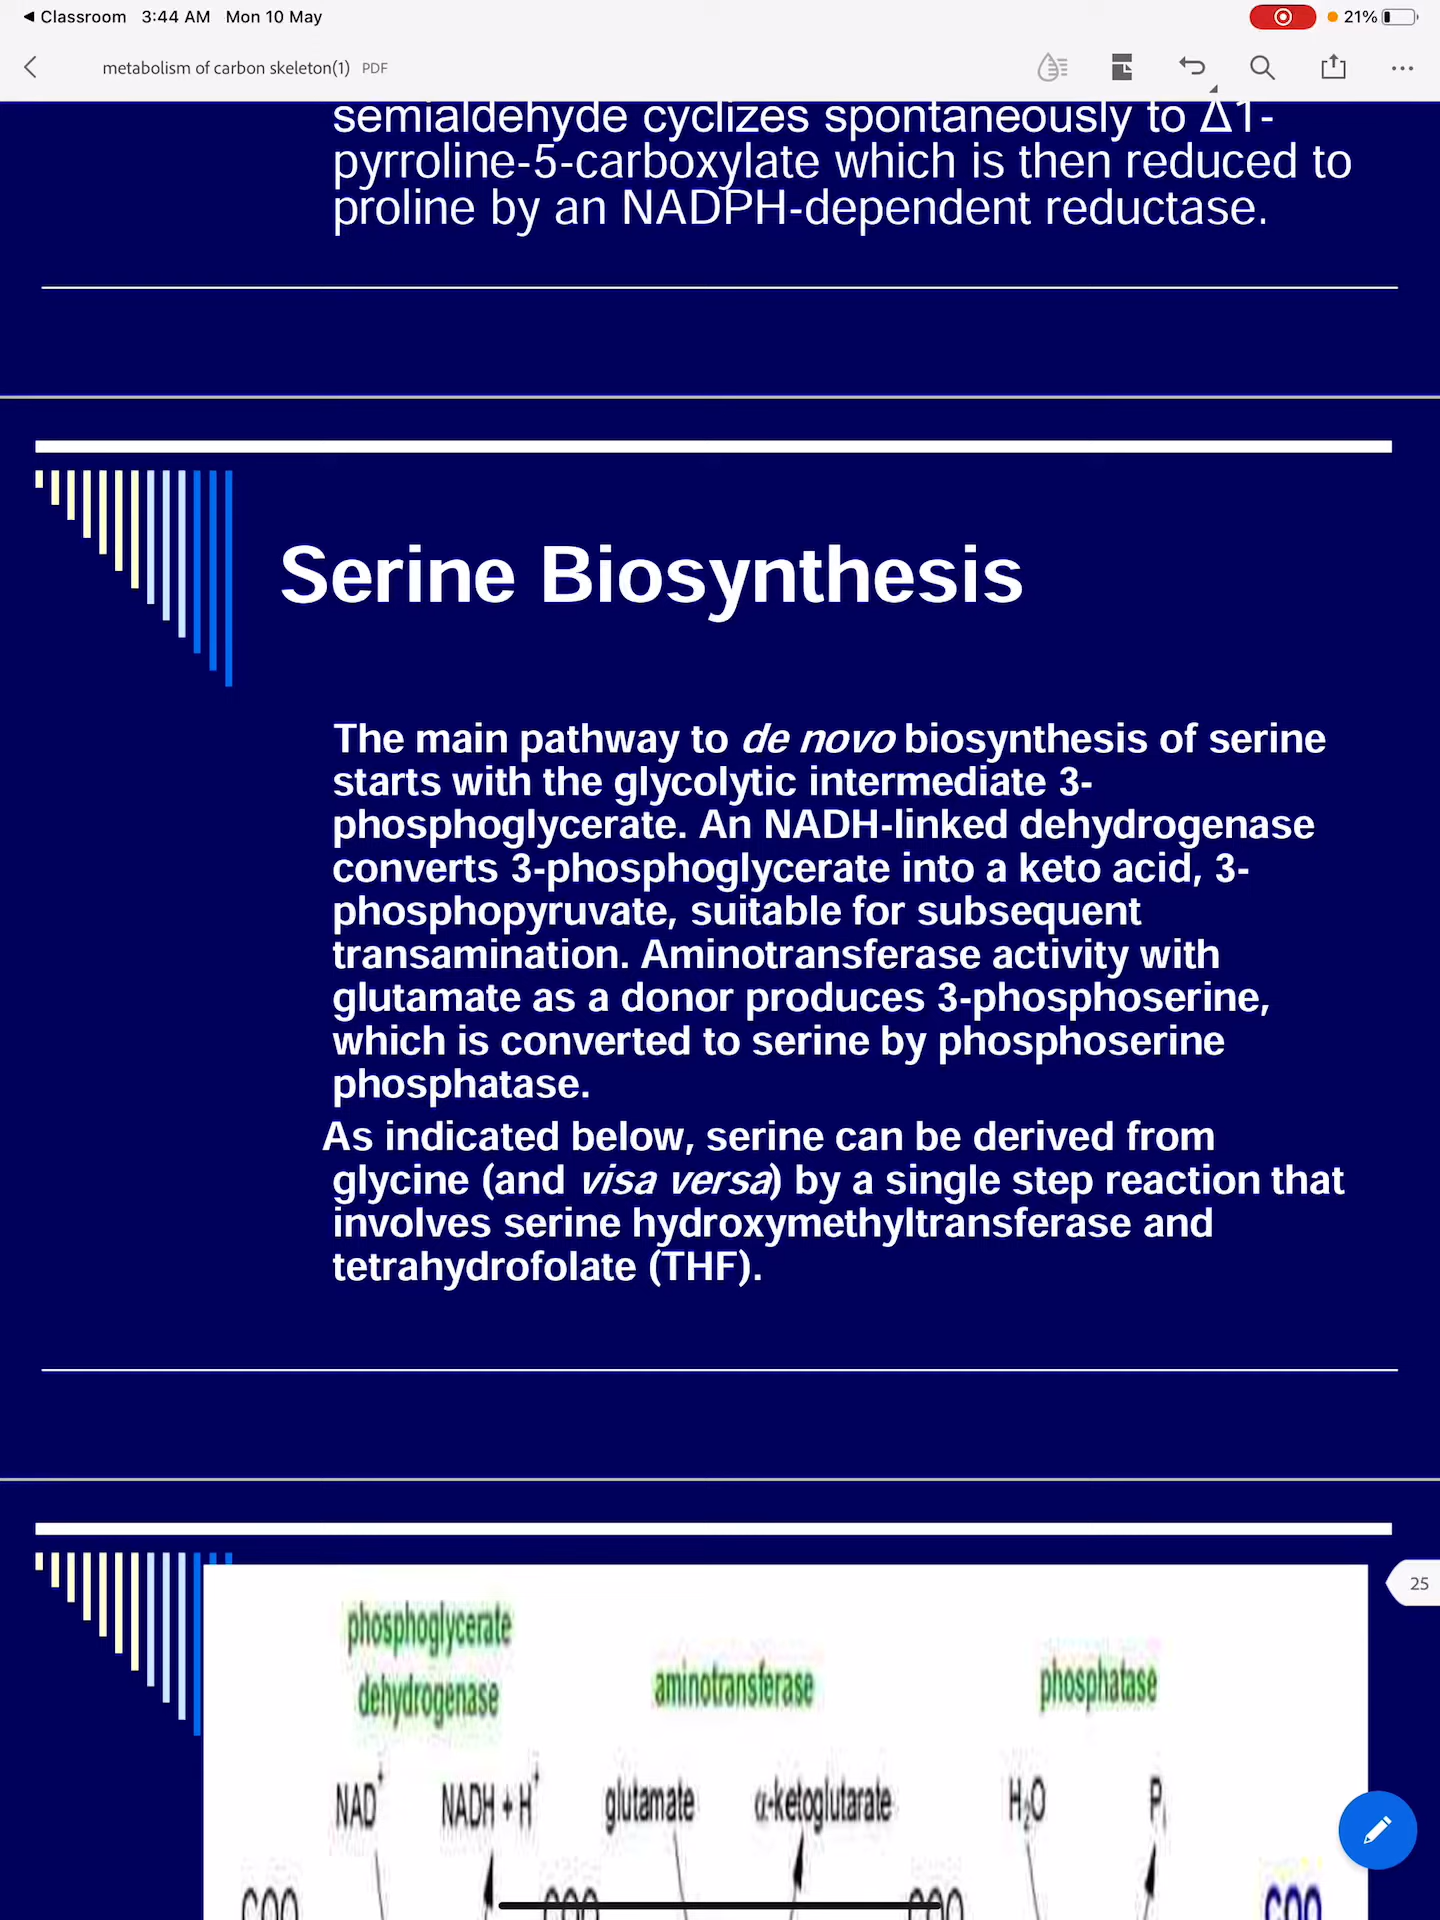 Classroom 3:44 AM Mon 10 May
21%
metabolism of carbon skeleton(1) PDF
semialdehyde cyclizes spontaneously to Δ1-
pyrroline-5-carboxylate which is then reduced to
proline by an NADPH-dependent reductase.
Serine Biosynthesis
The main pathway to de novo biosynthesis of serine
starts with the glycolytic intermediate 3-
phosphoglycerate. An NADH-linked dehydrogenase
converts 3-phosphoglycerate into a keto acid, 3-
phosphopyruvate, suitable for subsequent
transamination. Aminotransferase activity with
glutamate as a donor produces 3-phosphoserine,
which is converted to serine by phosphoserine
phosphatase.
As indicated below, serine can be derived from
glycine (and visa versa) by a single step reaction that
involves serine hydroxymethyltransferase and
tetrahydrofolate (THF).
25
phosphoglycerate
dehydrogenase
aminotransferase
phosphatase
NAD⁺ NADH + H⁺ glutamate α-ketoglutarate H₂O Pᵢ
COO COO COO COO